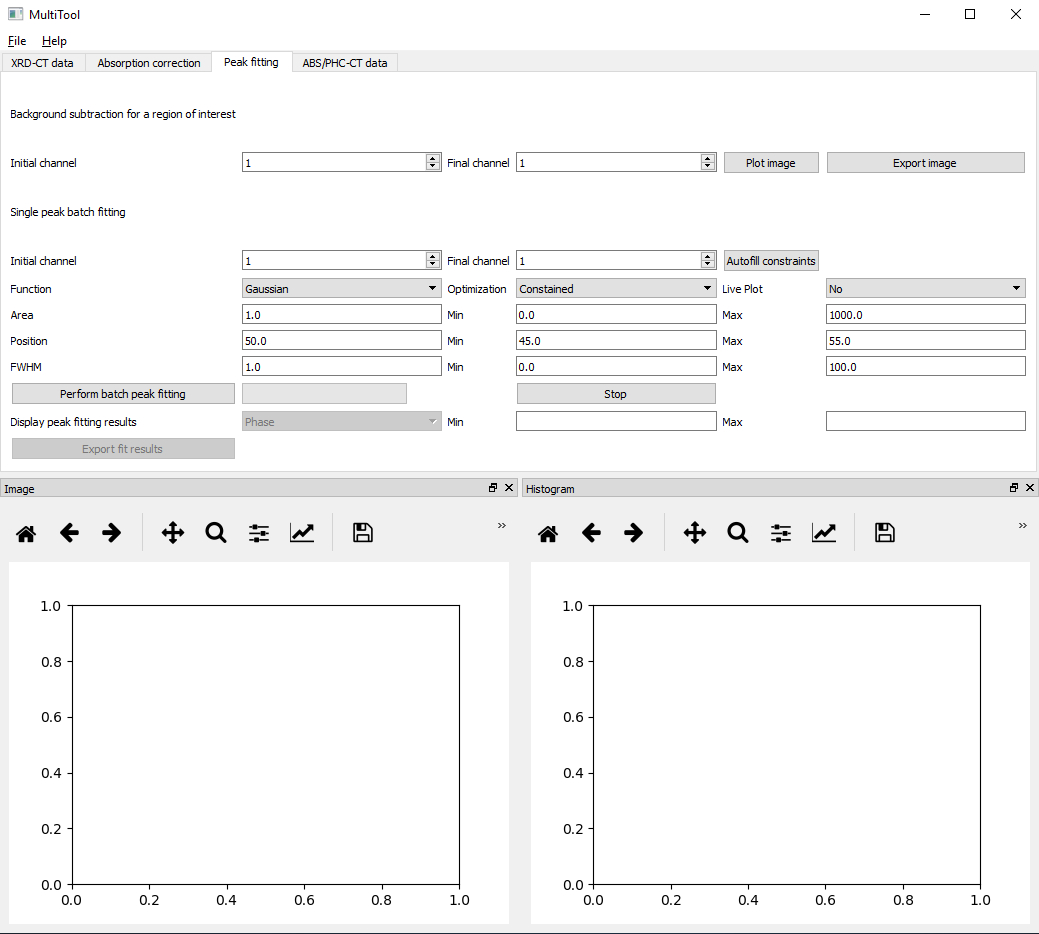 MultiTool
File Help
XRD-CT data Absorption correction Peak fitting ABS/PHC-CT data
Background subtraction for a region of interest
Initial channel 1 Final channel 1 Plot image Export image
Single peak batch fitting
Initial channel 1 Final channel 1 Autofill constraints
Function Gaussian Optimization Constained Live Plot No
Area 1.0 Min 0.0 Max 1000.0
Position 50.0 Min 45.0 Max 55.0
FWHM 1.0 Min 0.0 Max 100.0
Perform batch peak fitting Stop
Display peak fitting results Phase Min Max
Export fit results
Image Histogram
1.0 1.0
0.8 0.8
0.6 0.6
0.4 0.4
0.2 0.2
0.0 0.0
0.0 0.2 0.4 0.6 0.8 1.0 0.0 0.2 0.4 0.6 0.8 1.0